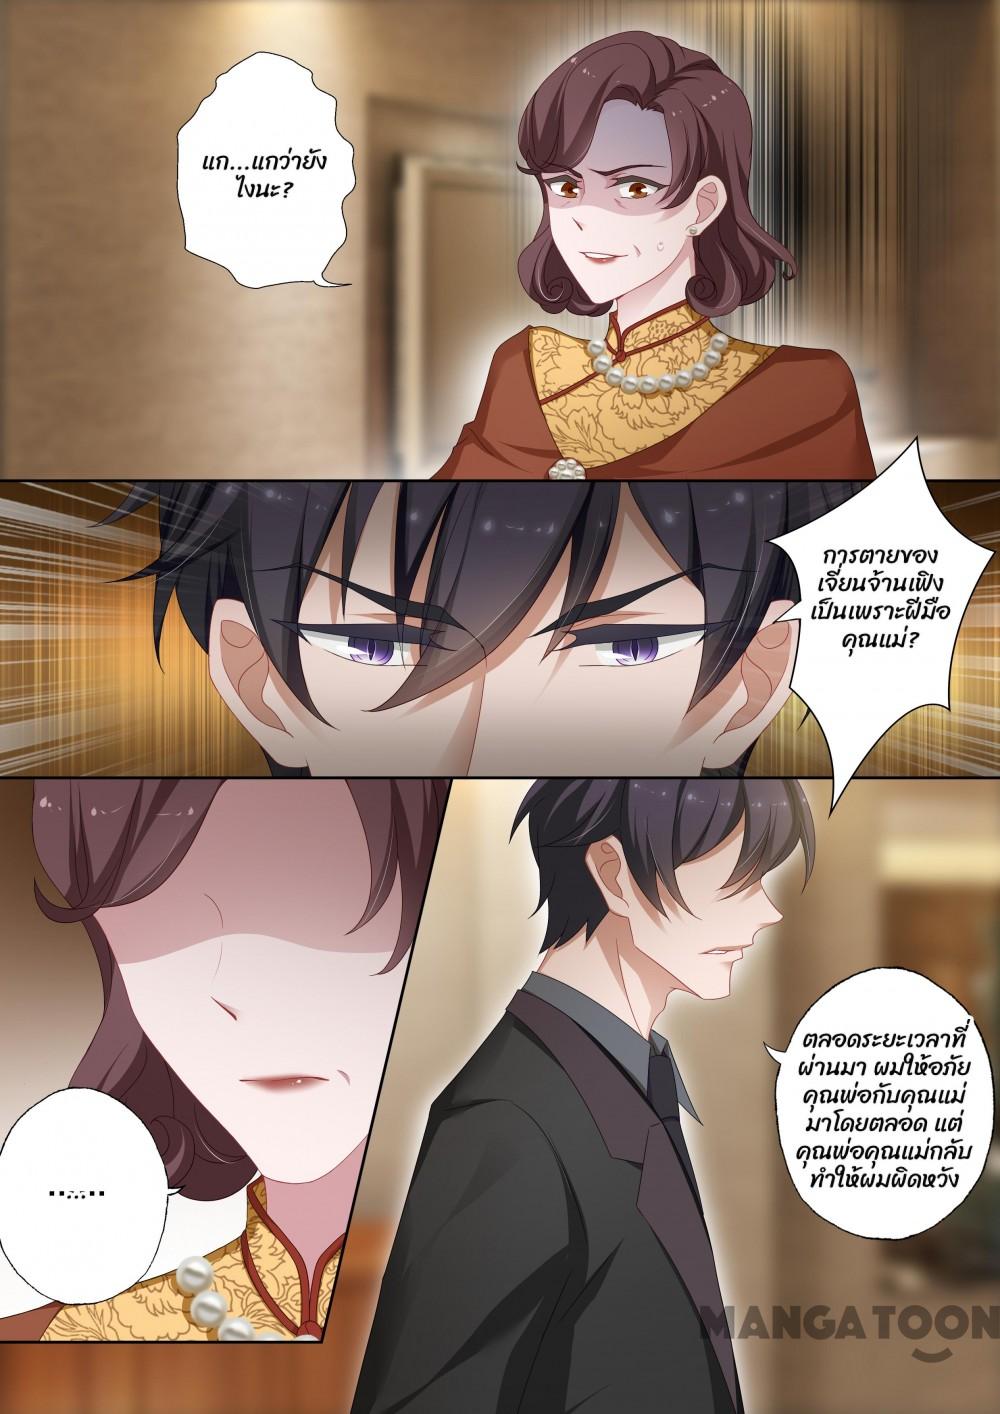 แก...แกว่ายัง
ไงนะ?
การตายของ
เจี่ยนจ้านเฟิง
เป็นเพราะฝีมือ
คุณแม่?
ตลอดระยะเวลาที่
ผ่านมา ผมให้อภัย
คุณพ่อกับคุณแม่
มาโดยตลอด แต่
คุณพ่อคุณแม่กลับ
ทำให้ผมผิดหวัง
.......
MANGATOON